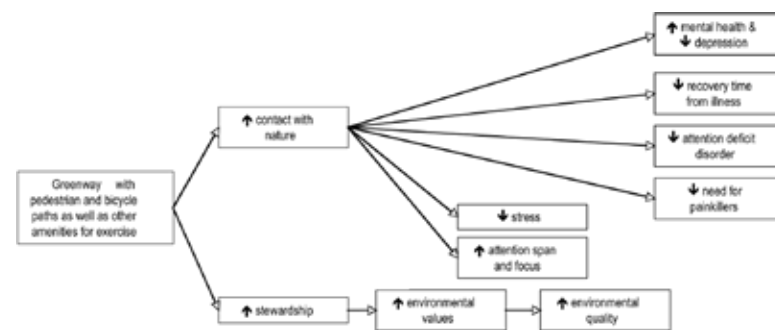 ↑ mental health &
↓ depression
↓ recovery time
from illness
↑ contact with
nature
↓ attention deficit
disorder
Greenway with
pedestrian and bicycle
paths as well as other
amenities for exercise
↓ need for
painkillers
↓ stress
↑ attention span
and focus
↑ stewardship
↑ environmental
values
↑ environmental
quality